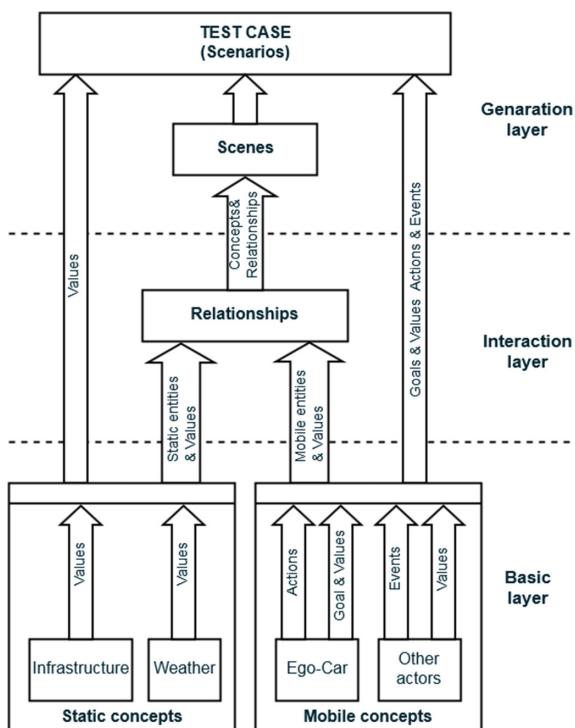 TEST CASE
(Scenarios)
Genaration
layer
Scenes
Concepts&
Relationships
Values
Goals & Values Actions & Events
Relationships
Interaction
layer
Static entities
& Values
Mobile entities
& Values
Values
Values
Actions
Goal & Values
Events
Values
Basic
layer
Infrastructure
Weather
Ego-Car
Other
actors
Static concepts
Mobile concepts